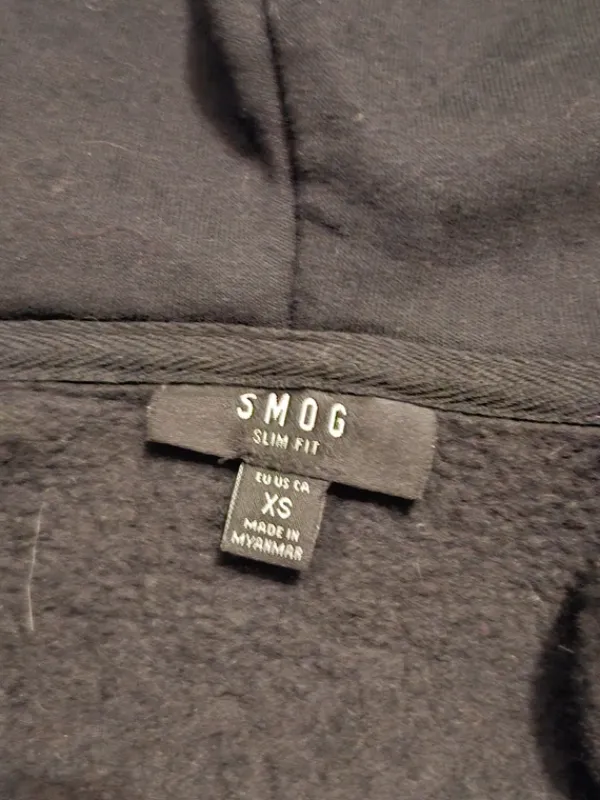 SMOG
SLIM FIT
EU US CA
XS
MADE IN
MYANMAR